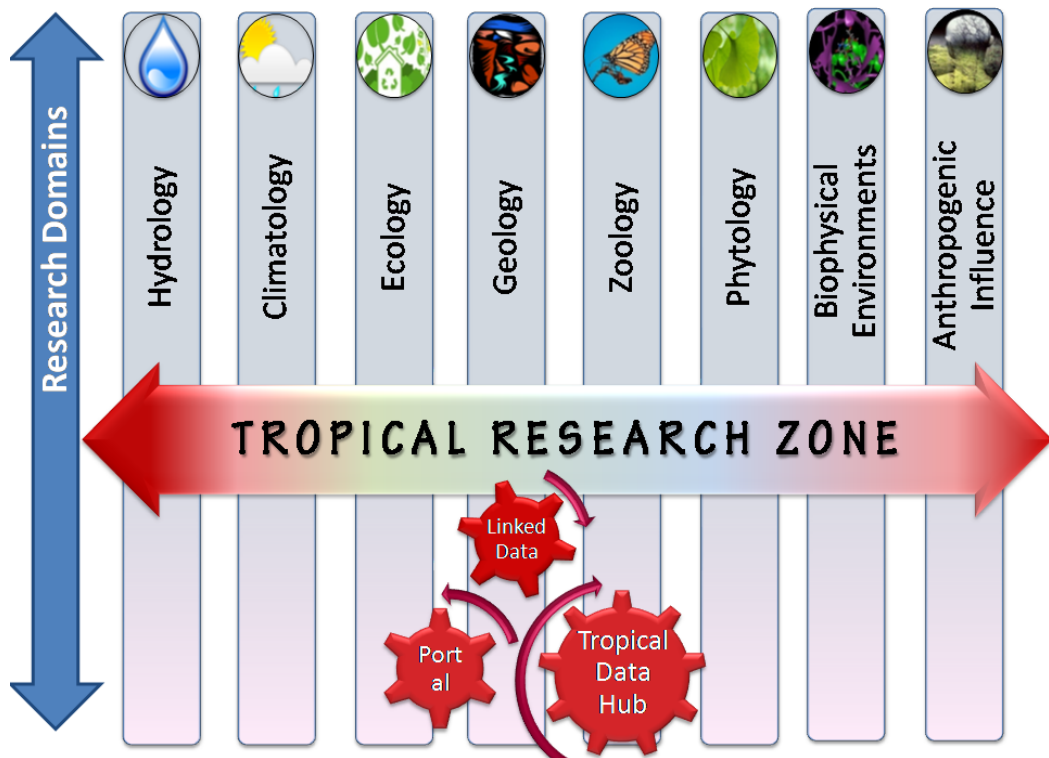 Research Domains
Hydrology
Climatology
Ecology
Geology
Zoology
Phytology
Biophysical
Environments
Anthropogenic
Influence
TROPICAL RESEARCH ZONE
Linked
Data
Port
al
Tropical
Data
Hub